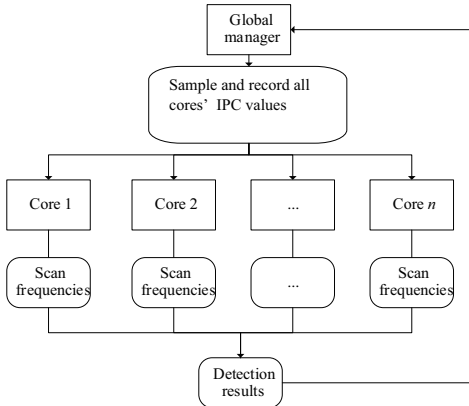 Global
manager
Sample and record all
cores' IPC values
Core 1
Core 2
...
Core n
Scan
frequencies
Scan
frequencies
...
Scan
frequencies
Detection
results